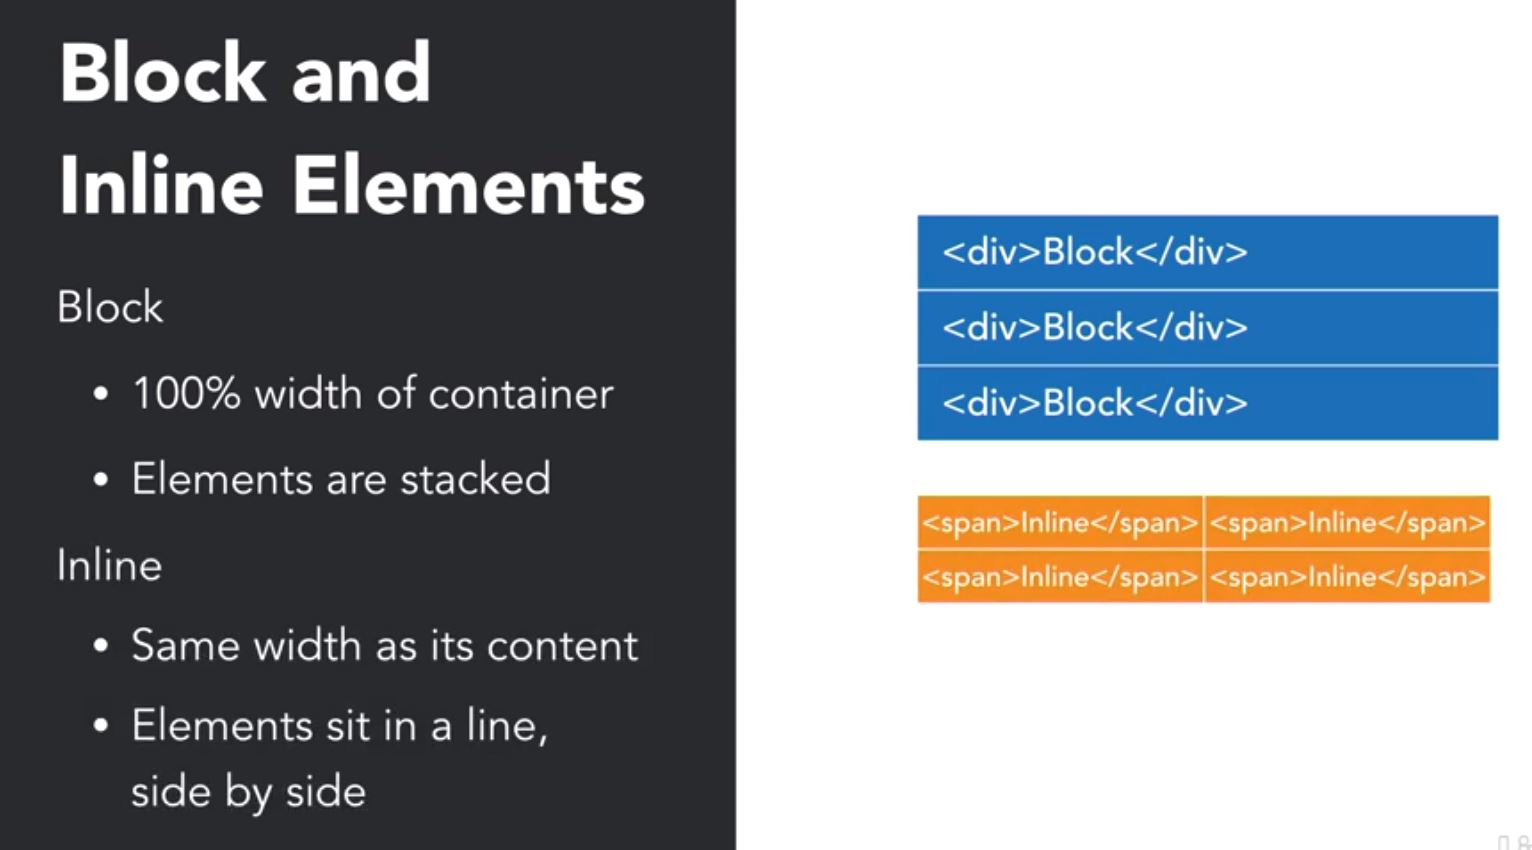 Block and
Inline Elements
Block
• 100% width of container
• Elements are stacked
Inline
• Same width as its content
• Elements sit in a line,
side by side
<div>Block</div>
<div>Block</div>
<div>Block</div>
<span>Inline</span> <span>Inline</span>
<span>Inline</span> <span>Inline</span>